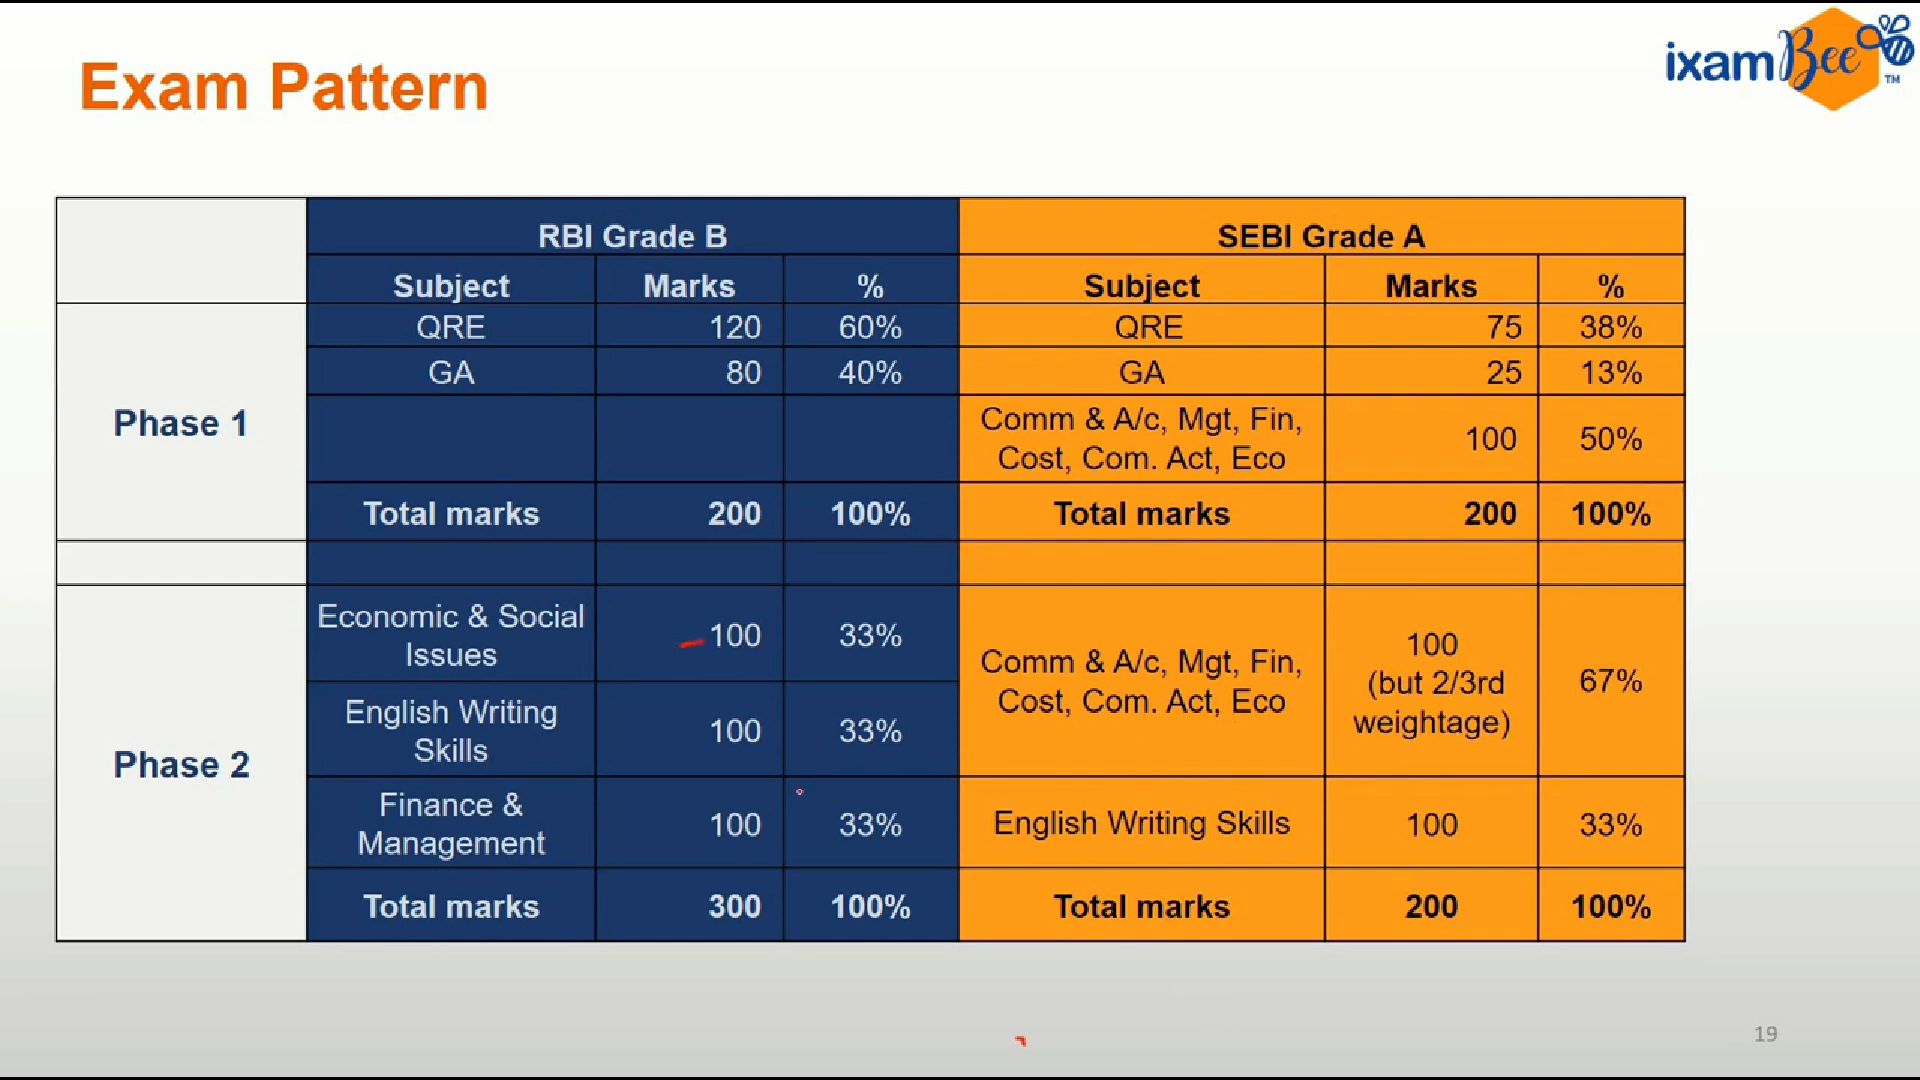 Exam Pattern
ixamBee TM
RBI Grade B SEBI Grade A
Subject Marks % Subject Marks %
QRE 120 60% QRE 75 38%
GA 80 40% GA 25 13%
Phase 1
Comm & A/c, Mgt, Fin,
Cost, Com. Act, Eco
100 50%
Total marks 200 100% Total marks 200 100%
Phase 2
Economic & Social
Issues
100 33%
English Writing
Skills
100 33%
Comm & A/c, Mgt, Fin,
Cost, Com. Act, Eco
100
(but 2/3rd
weightage)
67%
Finance &
Management
100 33%
English Writing Skills 100 33%
Total marks 300 100% Total marks 200 100%
19